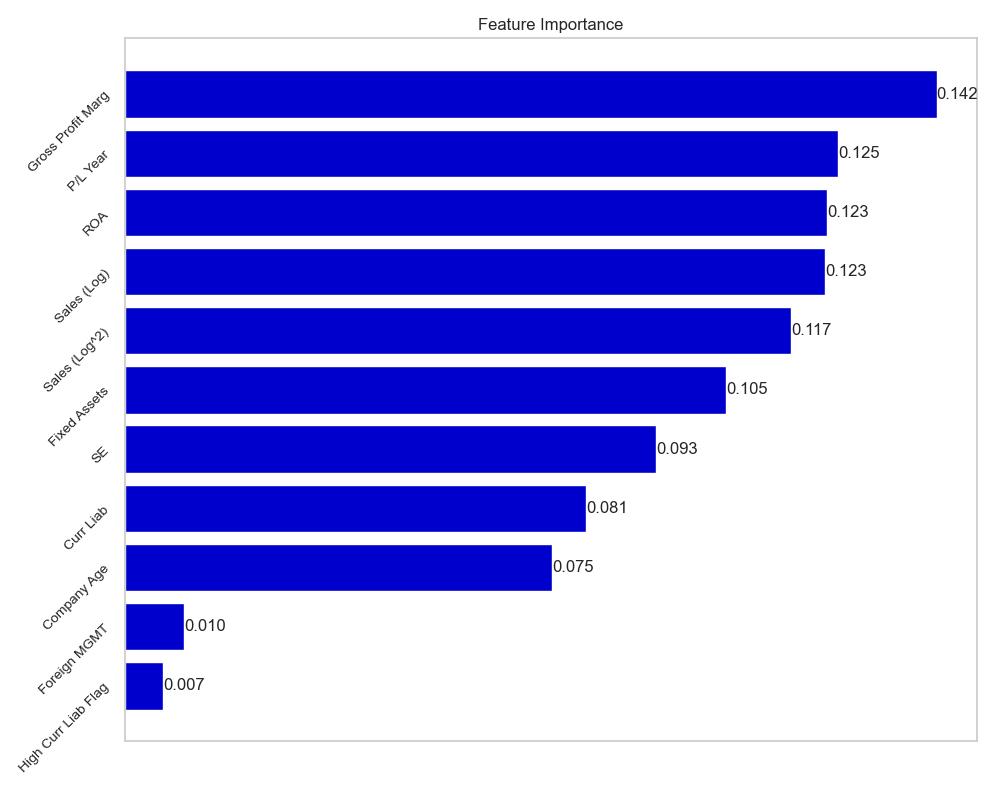 Feature Importance
Gross Profit Marg
0.142
P/L Year
0.125
ROA
0.123
Sales (Log)
0.123
Sales (Log^2)
0.117
Fixed Assets
0.105
SE
0.093
Curr Liab
0.081
Company Age
0.075
Foreign MGMT
0.010
High Curr Liab Flag
0.007